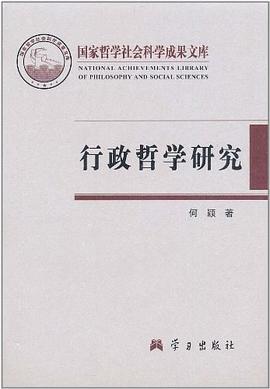 国家哲学社会科学成果文库
NATIONAL ACHIEVEMENTS LIBRARY
OF PHILOSOPHY AND SOCIAL SCIENCES
行政哲学研究
何颖 著
学习出版社